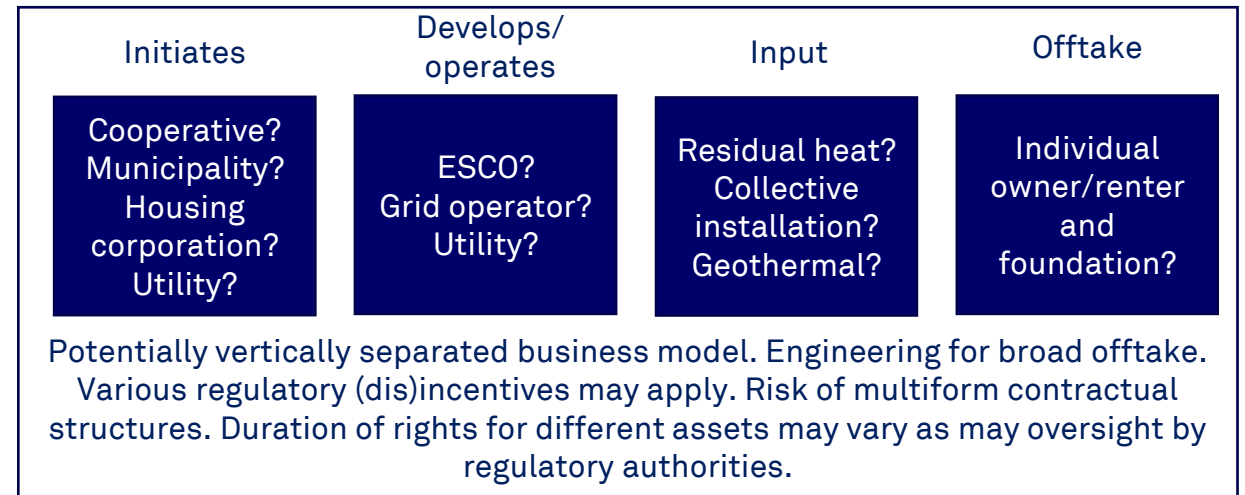 Initiates
Develops/
operates
Input
Offtake
Cooperative?
Municipality?
Housing
corporation?
Utility?
ESCO?
Grid operator?
Utility?
Residual heat?
Collective
installation?
Geothermal?
Individual
owner/renter
and
foundation?
Potentially vertically separated business model. Engineering for broad offtake.
Various regulatory (dis)incentives may apply. Risk of multiform contractual
structures. Duration of rights for different assets may vary as may oversight by
regulatory authorities.